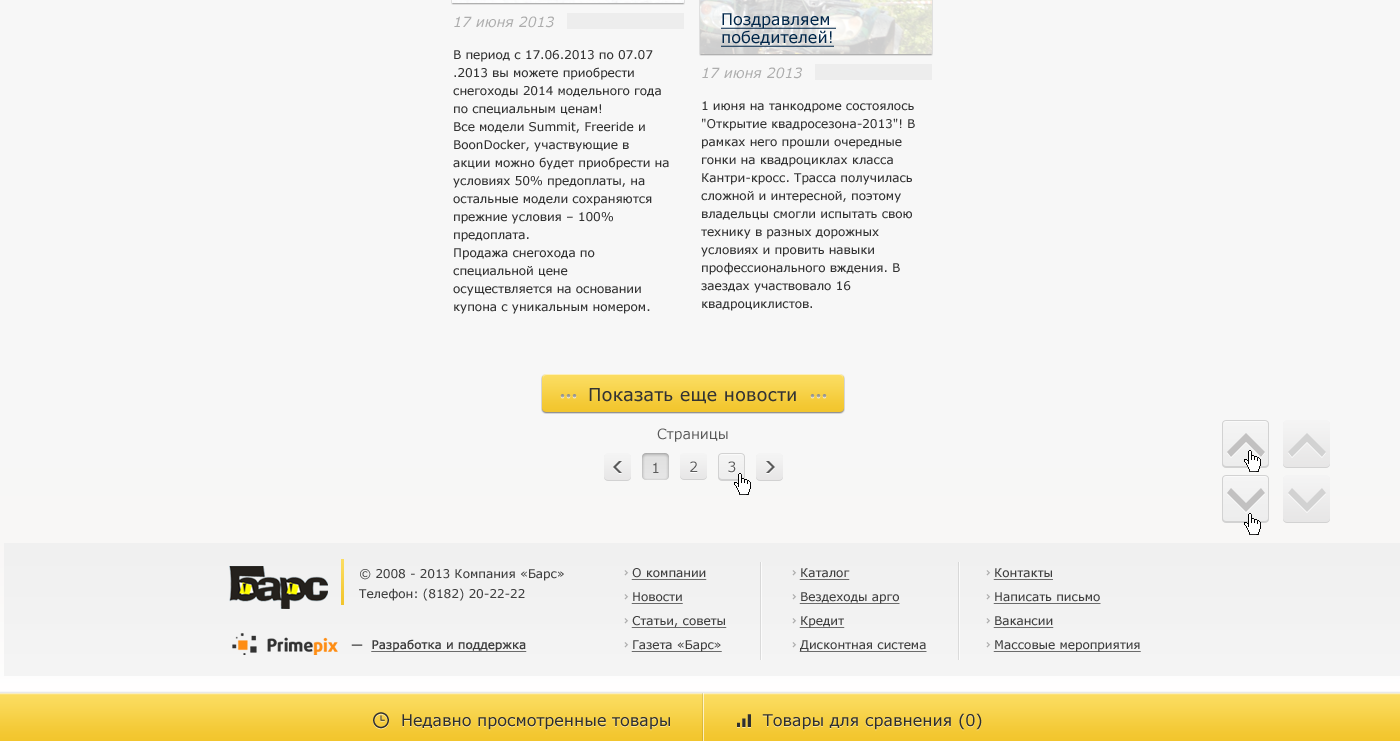 17 июня 2013
В период с 17.06.2013 по 07.07
.2013 вы можете приобрести
снегоходы 2014 модельного года
по специальным ценам!
Все модели Summit, Freeride и
BoonDocker, участвующие в
акции можно будет приобрести на
условиях 50% предоплаты, на
остальные модели сохраняются
прежние условия – 100%
предоплата.
Продажа снегохода по
специальной цене
осуществляется на основании
купона с уникальным номером.
Поздравляем
победителей!
17 июня 2013
1 июня на танкодроме состоялось
"Открытие квадросезона-2013"! В
рамках него прошли очередные
гонки на квадроциклах класса
Кантри-кросс. Трасса получилась
сложной и интересной, поэтому
владельцы смогли испытать свою
технику в разных дорожных
условиях и провить навыки
профессионального вждения. В
заездах участвовало 16
квадроциклистов.
Показать еще новости
Страницы
1 2 3
Барс
© 2008 - 2013 Компания «Барс»
Телефон: (8182) 20-22-22
Primepix — Разработка и поддержка
О компании
Новости
Статьи, советы
Газета «Барс»
Каталог
Вездеходы арго
Кредит
Дисконтная система
Контакты
Написать письмо
Вакансии
Массовые мероприятия
Недавно просмотренные товары
Товары для сравнения (0)